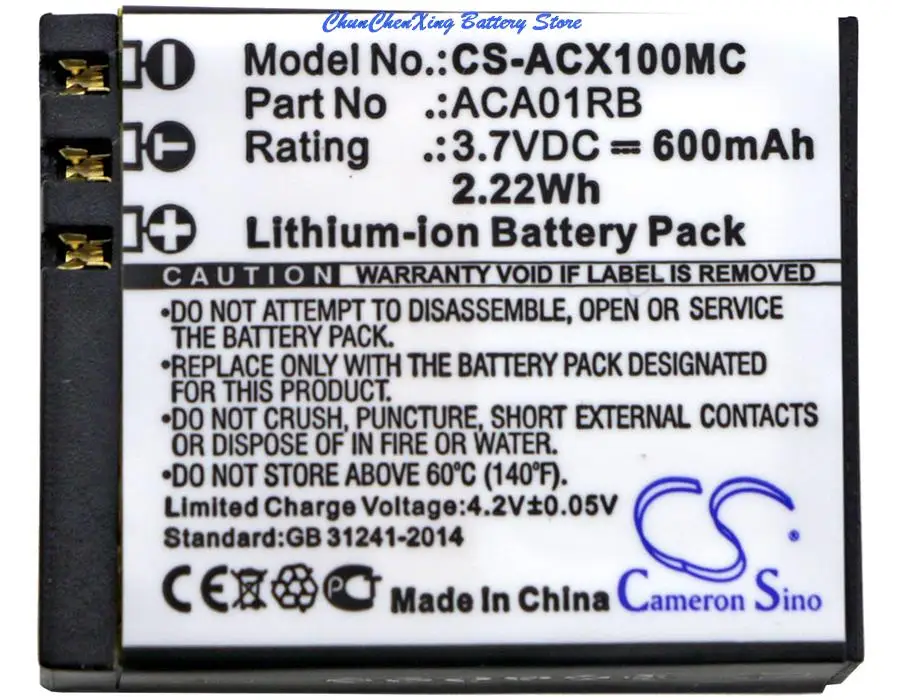 ChunChenXing Battery Store
Model No.:CS-ACX100MC
Part No .:ACA01RB
Rating .:3.7VDC ⎓ 600mAh
2.22Wh
Lithium-ion Battery Pack
- T +
CAUTION WARRANTY VOID IF LABEL IS REMOVED
•DO NOT ATTEMPT TO DISASSEMBLE, OPEN OR SERVICE
THE BATTERY PACK.
•REPLACE ONLY WITH THE BATTERY PACK DESIGNATED
FOR THIS PRODUCT.
•DO NOT CRUSH, PUNCTURE, SHORT EXTERNAL CONTACTS
OR DISPOSE OF IN FIRE OR WATER.
•DO NOT STORE ABOVE 60°C (140°F).
Limited Charge Voltage:4.2V±0.05V
Standard:GB 31241-2014
CE PCT Made In China
CS ®
Cameron Sino